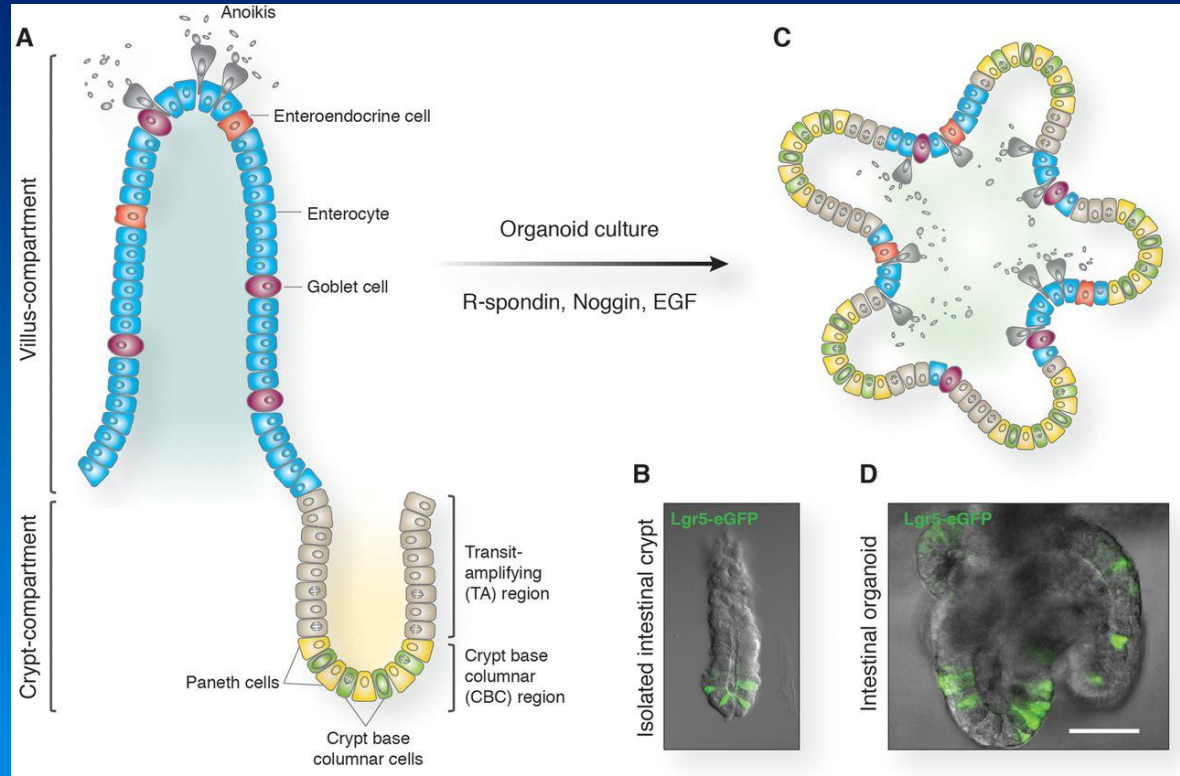 A
Anoikis
Enteroendocrine cell
Enterocyte
Goblet cell
Villus-compartment
Crypt-compartment
Transit-
amplifying
(TA) region
Crypt base
columnar
(CBC) region
Paneth cells
Crypt base
columnar cells
Organoid culture
R-spondin, Noggin, EGF
C
B
Lgr5-eGFP
Isolated intestinal crypt
D
Lgr5-eGFP
Intestinal organoid